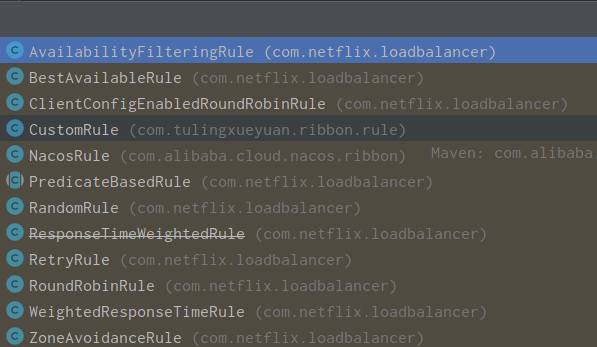 AvailabilityFilteringRule (com.netflix.loadbalancer)
BestAvailableRule (com.netflix.loadbalancer)
ClientConfigEnabledRoundRobinRule (com.netflix.loadbalancer)
CustomRule (com.tulingxueyuan.ribbon.rule)
NacosRule (com.alibaba.cloud.nacos.ribbon) Maven: com.alibaba.
PredicateBasedRule (com.netflix.loadbalancer)
RandomRule (com.netflix.loadbalancer)
ResponseTimeWeightedRule (com.netflix.loadbalancer)
RetryRule (com.netflix.loadbalancer)
RoundRobinRule (com.netflix.loadbalancer)
WeightedResponseTimeRule (com.netflix.loadbalancer)
ZoneAvoidanceRule (com.netflix.loadbalancer)